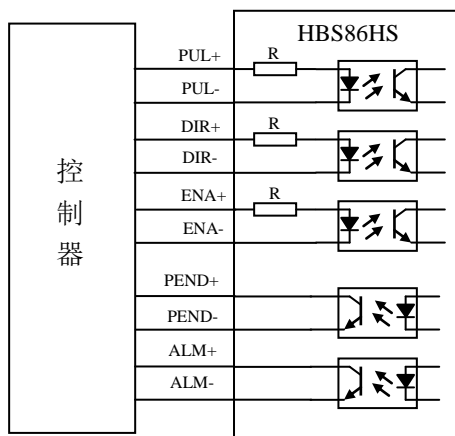 HBS86HS
PUL+
R
PUL-
DIR+
R
DIR-
控制器
ENA+
R
ENA-
PEND+
PEND-
ALM+
ALM-